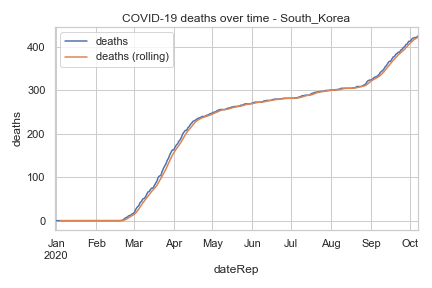 COVID-19 deaths over time - South_Korea
deaths
deaths (rolling)
400
300
200
100
0
deaths
Jan Feb Mar Apr May Jun Jul Aug Sep Oct
2020
dateRep